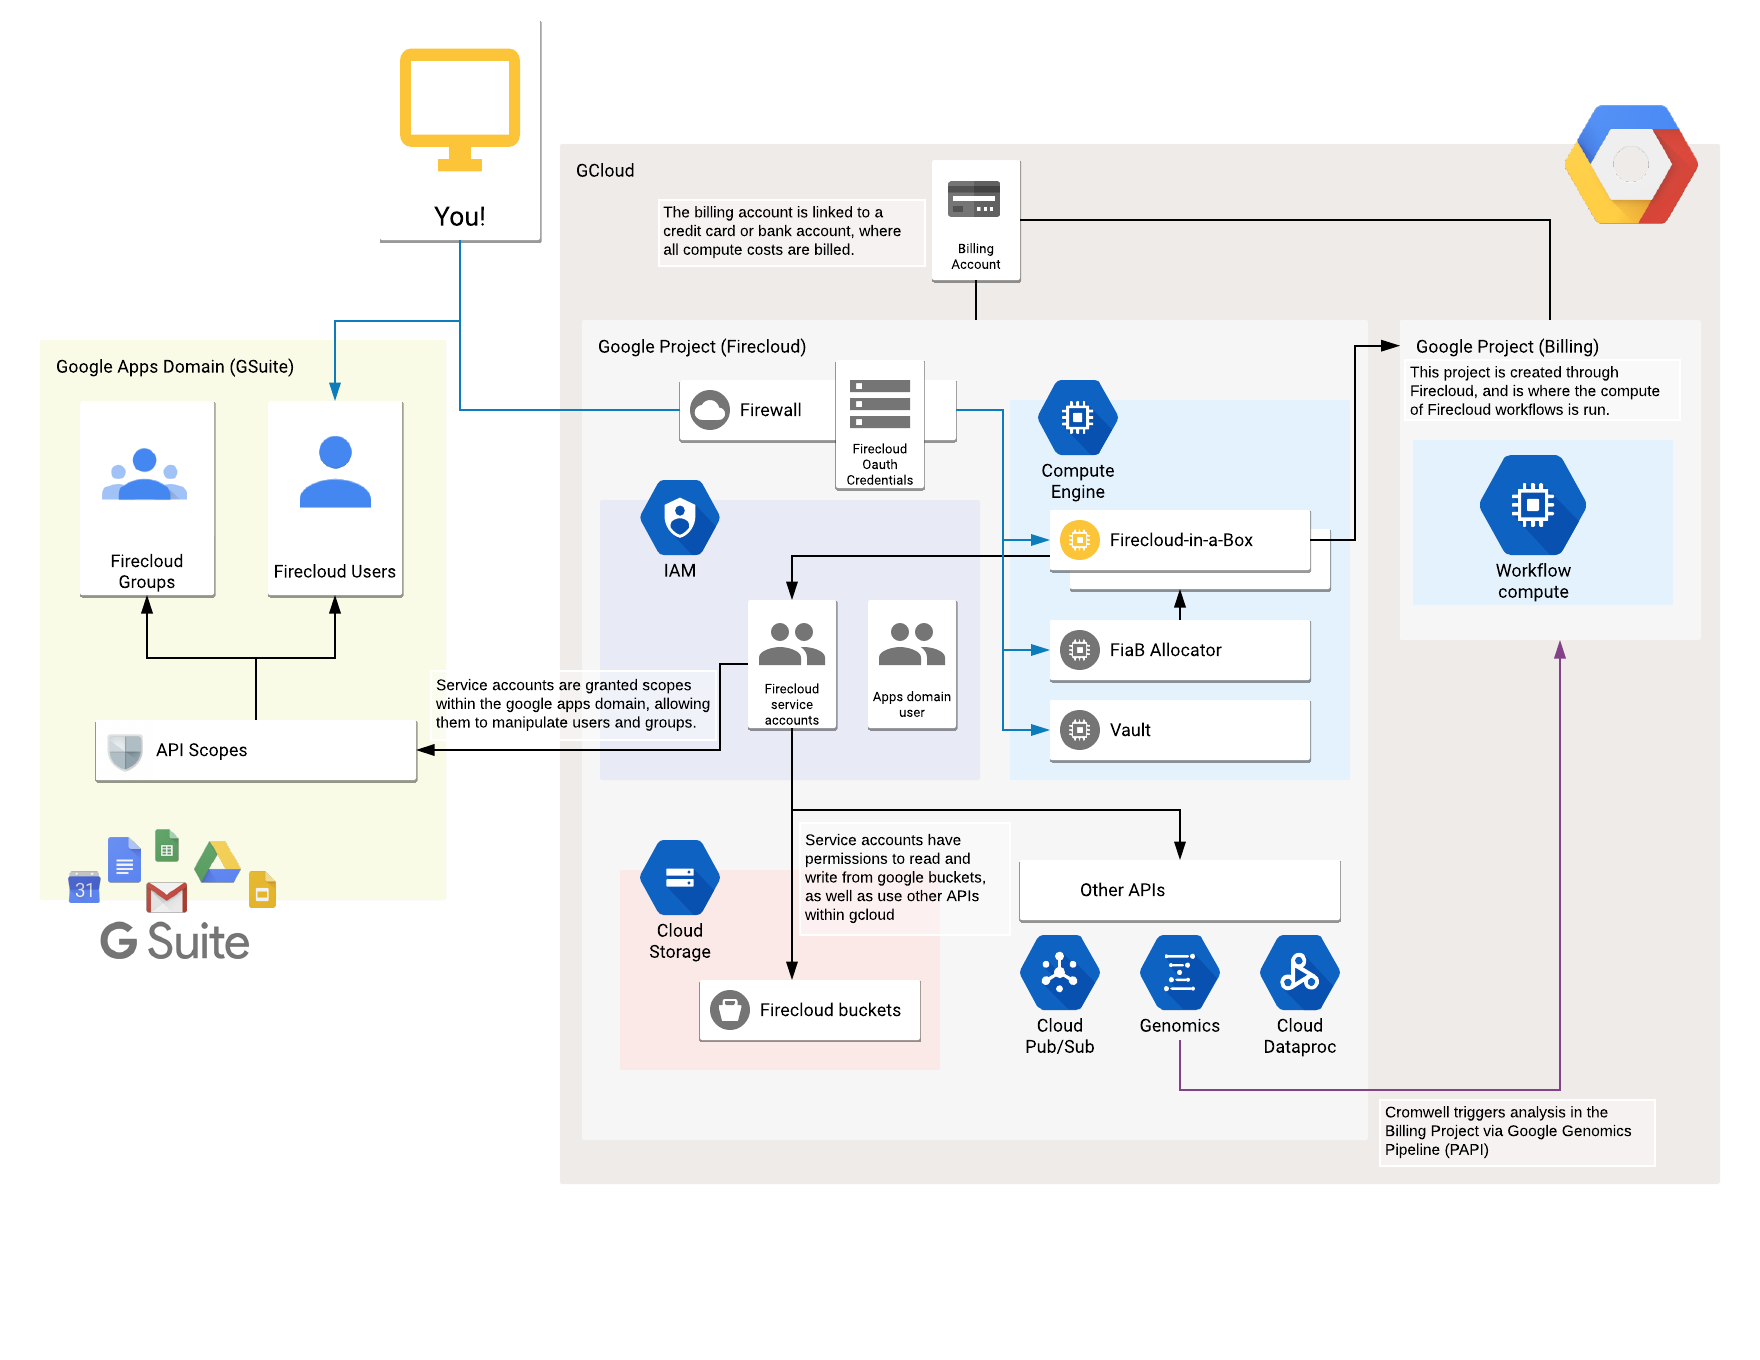 You!
GCloud
The billing account is linked to a
credit card or bank account, where
all compute costs are billed.
Billing
Account
Google Apps Domain (GSuite)
Firecloud
Groups
Firecloud Users
API Scopes
31
G Suite
Google Project (Firecloud)
Firewall
Firecloud
Oauth
Credentials
IAM
Firecloud
service
accounts
Apps domain
user
Service accounts are granted scopes
within the google apps domain, allowing
them to manipulate users and groups.
Compute
Engine
Firecloud-in-a-Box
FiaB Allocator
Vault
Google Project (Billing)
This project is created through
Firecloud, and is where the compute
of Firecloud workflows is run.
Workflow
compute
Cloud
Storage
Service accounts have
permissions to read and
write from google buckets,
as well as use other APIs
within gcloud
Firecloud buckets
Other APIs
Cloud
Pub/Sub
Genomics
Cloud
Dataproc
Cromwell triggers analysis in the
Billing Project via Google Genomics
Pipeline (PAPI)